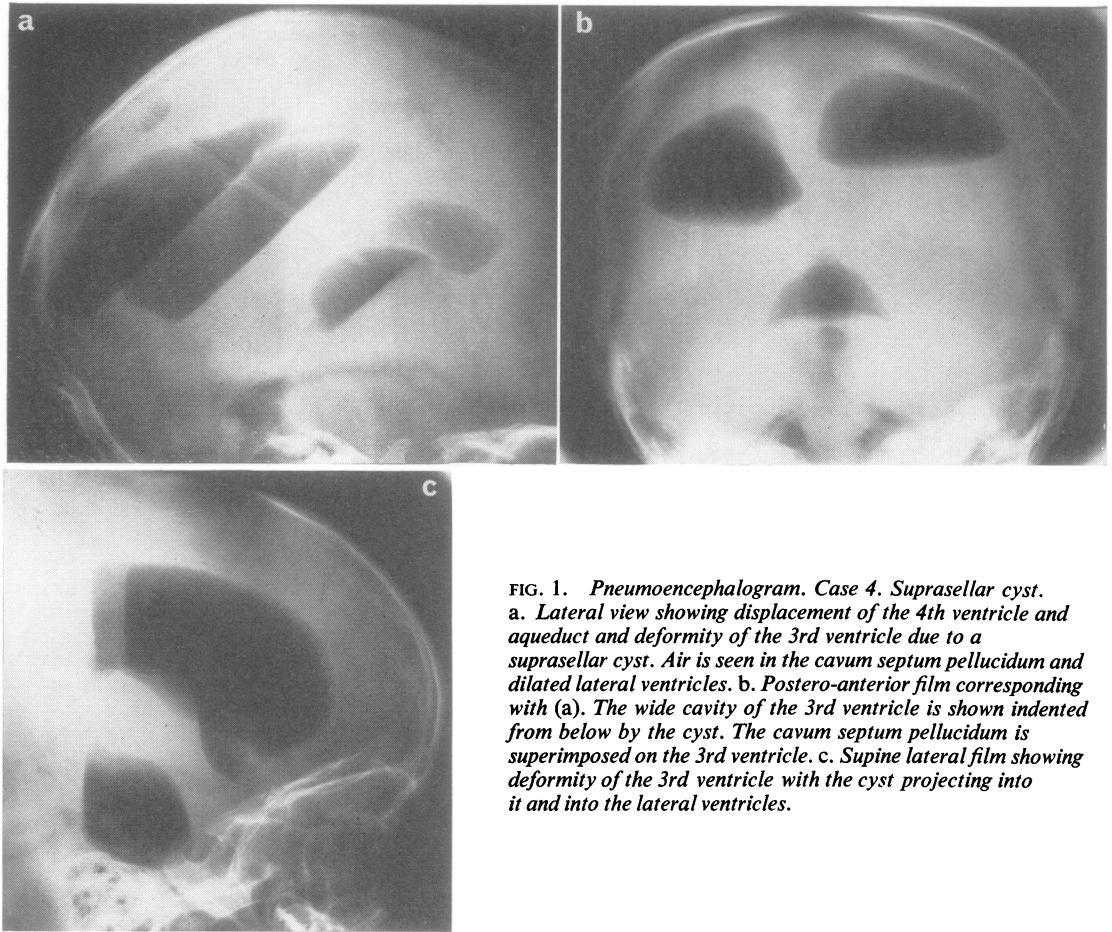 a
b
c
FIG. 1. Pneumoencephalogram. Case 4. Suprasellar cyst.
a. Lateral view showing displacement of the 4th ventricle and
aqueduct and deformity of the 3rd ventricle due to a
suprasellar cyst. Air is seen in the cavum septum pellucidum and
dilated lateral ventricles. b. Postero-anterior film corresponding
with (a). The wide cavity of the 3rd ventricle is shown indented
from below by the cyst. The cavum septum pellucidum is
superimposed on the 3rd ventricle. c. Supine lateral film showing
deformity of the 3rd ventricle with the cyst projecting into
it and into the lateral ventricles.